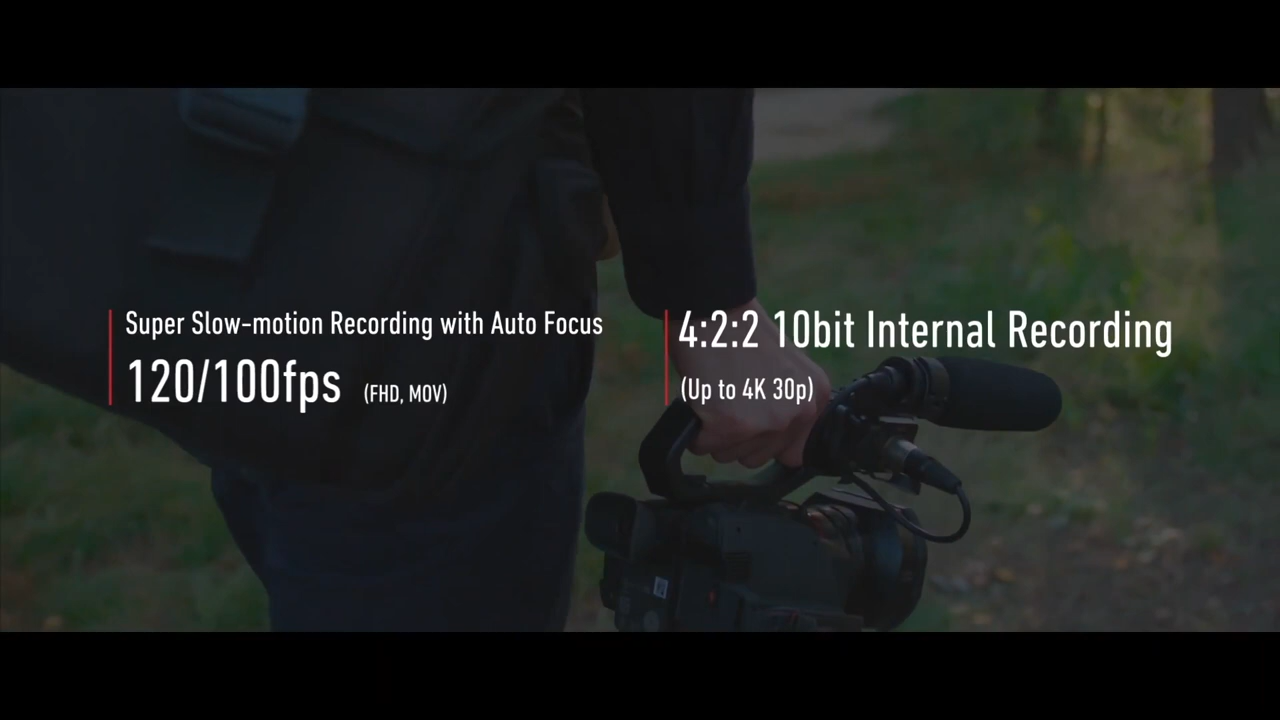 Super Slow-motion Recording with Auto Focus
120/100fps (FHD, MOV)
4:2:2 10bit Internal Recording
(Up to 4K 30p)